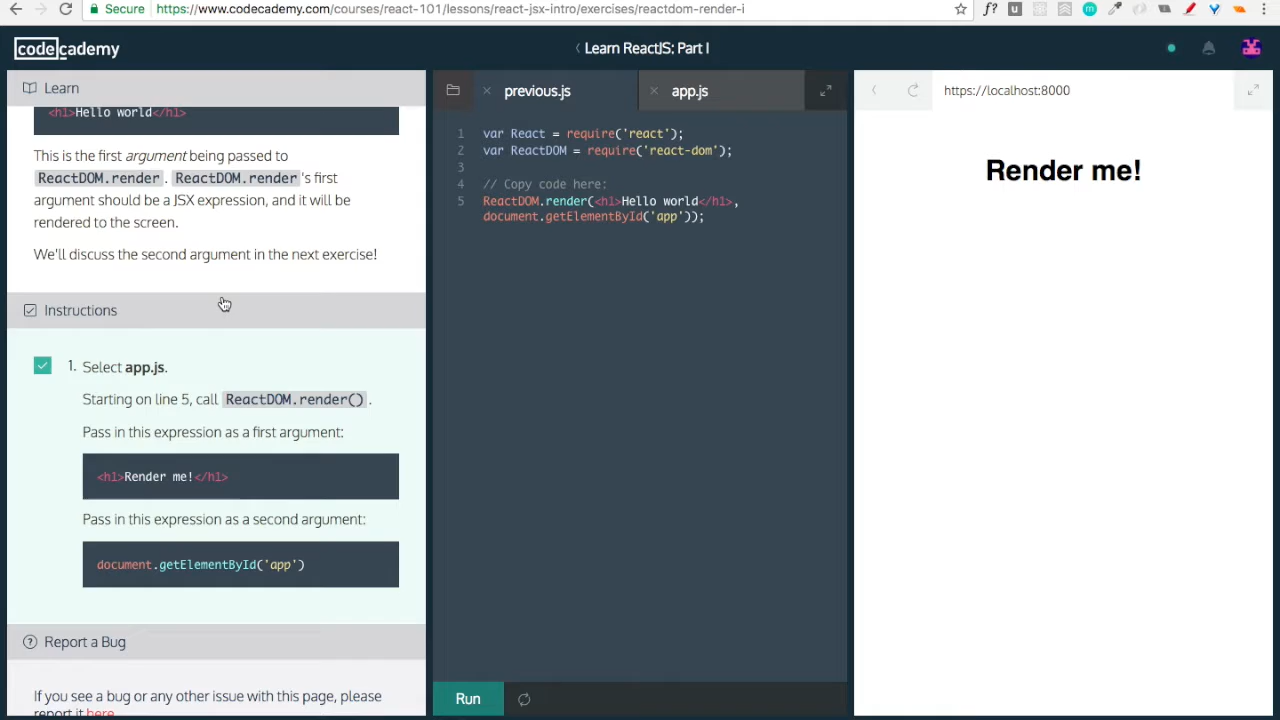 Secure
https://www.codecademy.com/courses/react-101/lessons/react-jsx-intro/exercises/reactdom-render-i
codecademy
Learn ReactJS: Part I
Learn
<h1>Hello world</h1>
This is the first argument being passed to
ReactDOM.render. ReactDOM.render's first
argument should be a JSX expression, and it will be
rendered to the screen.
We'll discuss the second argument in the next exercise!
Instructions
1. Select app.js.
Starting on line 5, call ReactDOM.render().
Pass in this expression as a first argument:
<h1>Render me!</h1>
Pass in this expression as a second argument:
document.getElementById('app')
Report a Bug
If you see a bug or any other issue with this page, please
report it here.
previous.js
app.js
1 var React = require('react');
2 var ReactDOM = require('react-dom');
3
4 // Copy code here:
5 ReactDOM.render(<h1>Hello world</h1>,
document.getElementById('app'));
Run
https://localhost:8000
Render me!